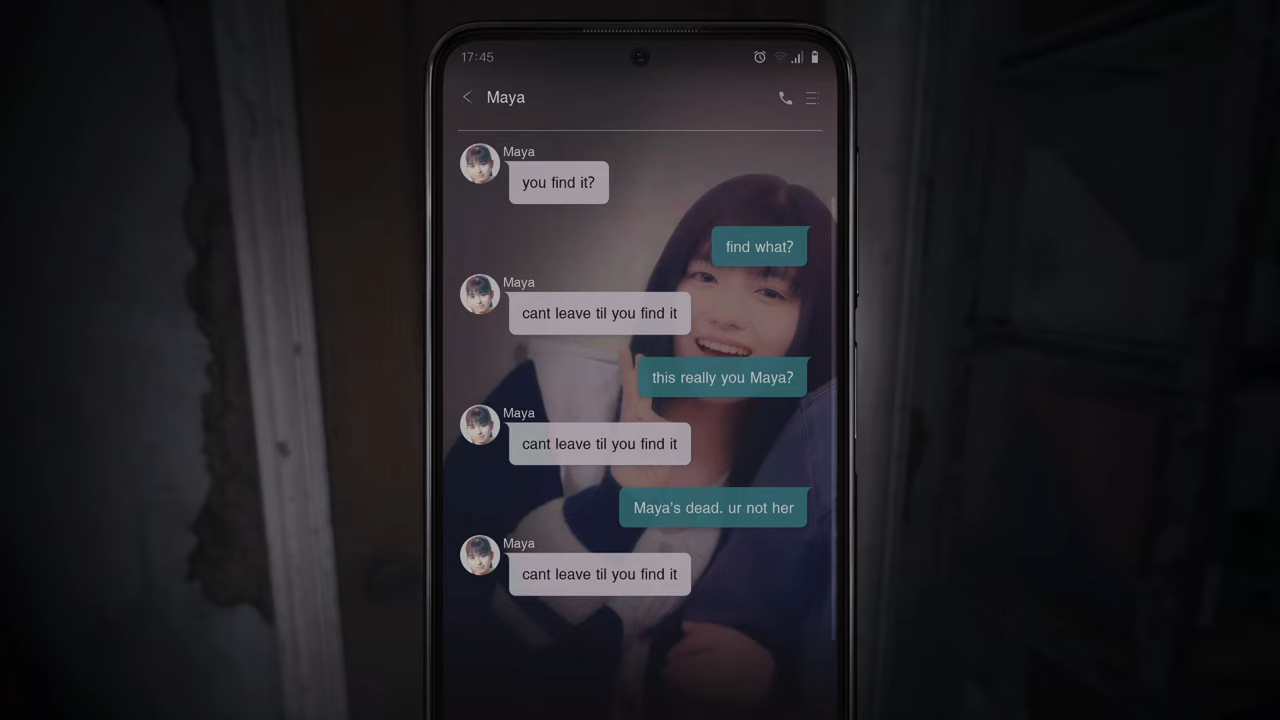 17:45
Maya
Maya
you find it?
find what?
Maya
cant leave til you find it
this really you Maya?
Maya
cant leave til you find it
Maya's dead. ur not her
Maya
cant leave til you find it